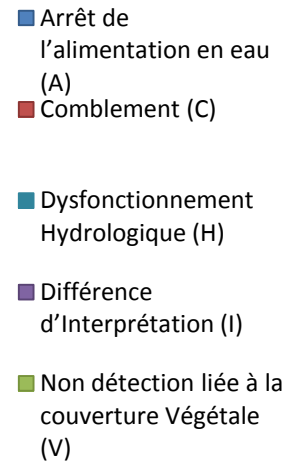 Arrêt de
l’alimentation en eau
(A)
Comblement (C)
Dysfonctionnement
Hydrologique (H)
Différence
d’Interprétation (I)
Non détection liée à la
couverture Végétale
(V)